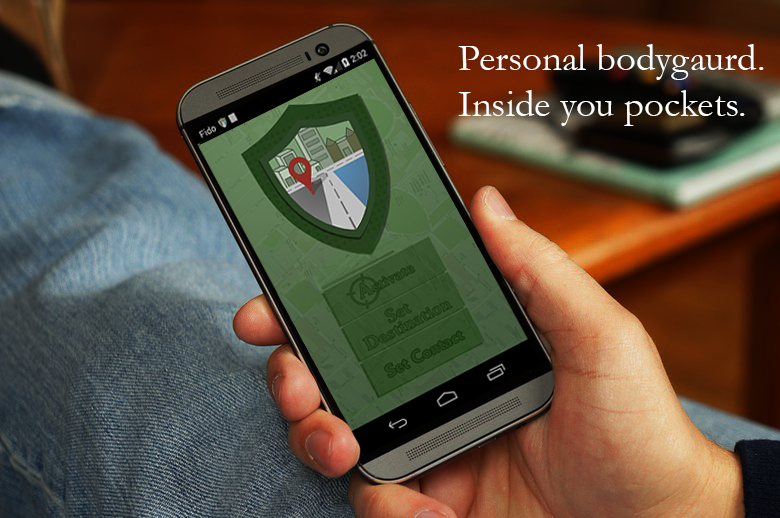 Personal bodygaurd.
Inside you pockets.
Fido
2:02
Activate
Set
Destination
Set Contact